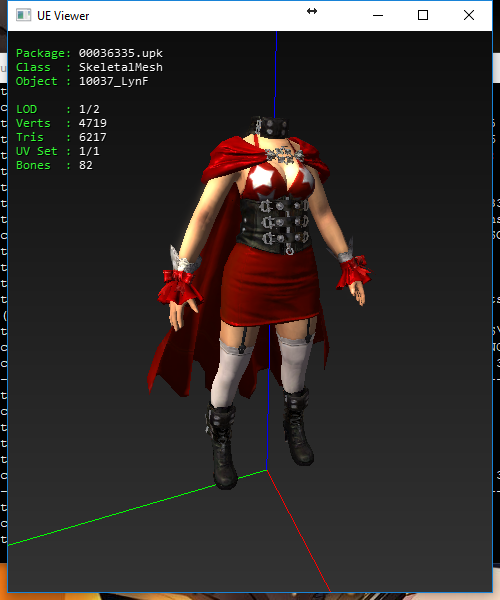 UE Viewer
Package: 00036335.upk
Class : SkeletalMesh
Object : 10037_LynF
LOD : 1/2
Verts : 4719
Tris : 6217
UV Set : 1/1
Bones : 82